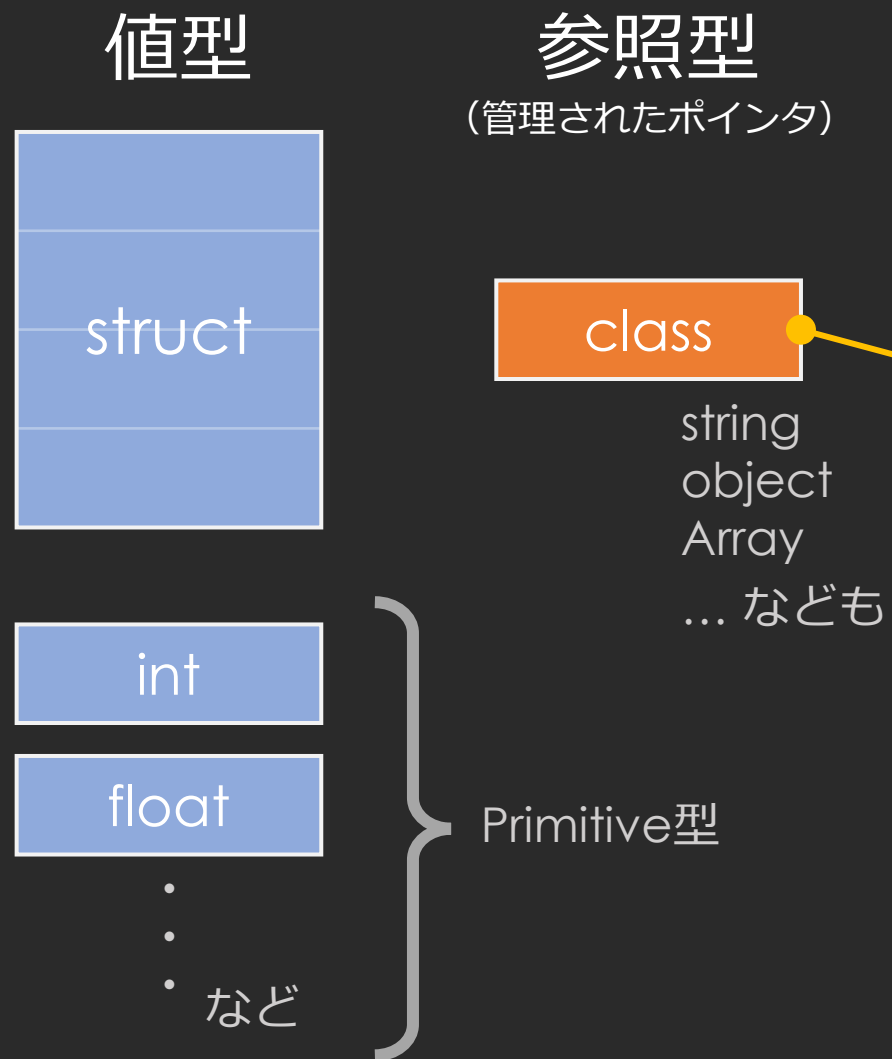 値型
struct
int
float
・
・
・
など
Primitive型
参照型
（管理されたポインタ）
class
string
object
Array
… なども